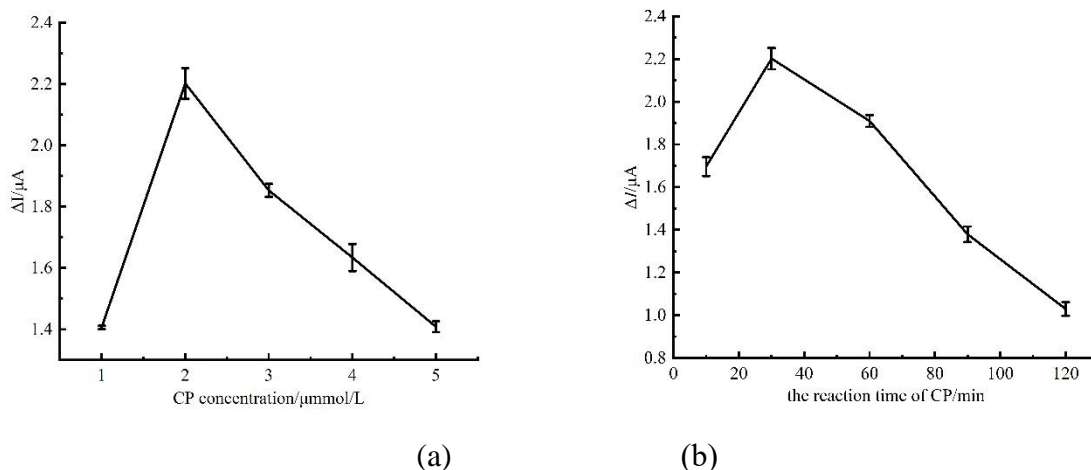 2.4
2.2
2.0
1.8
1.6
1.4
ΔI/μA
1 2 3 4 5
CP concentration/μmmol/L
(a)
2.4
2.2
2.0
1.8
1.6
1.4
1.2
1.0
0.8
ΔI/μA
0 20 40 60 80 100 120
the reaction time of CP/min
(b)